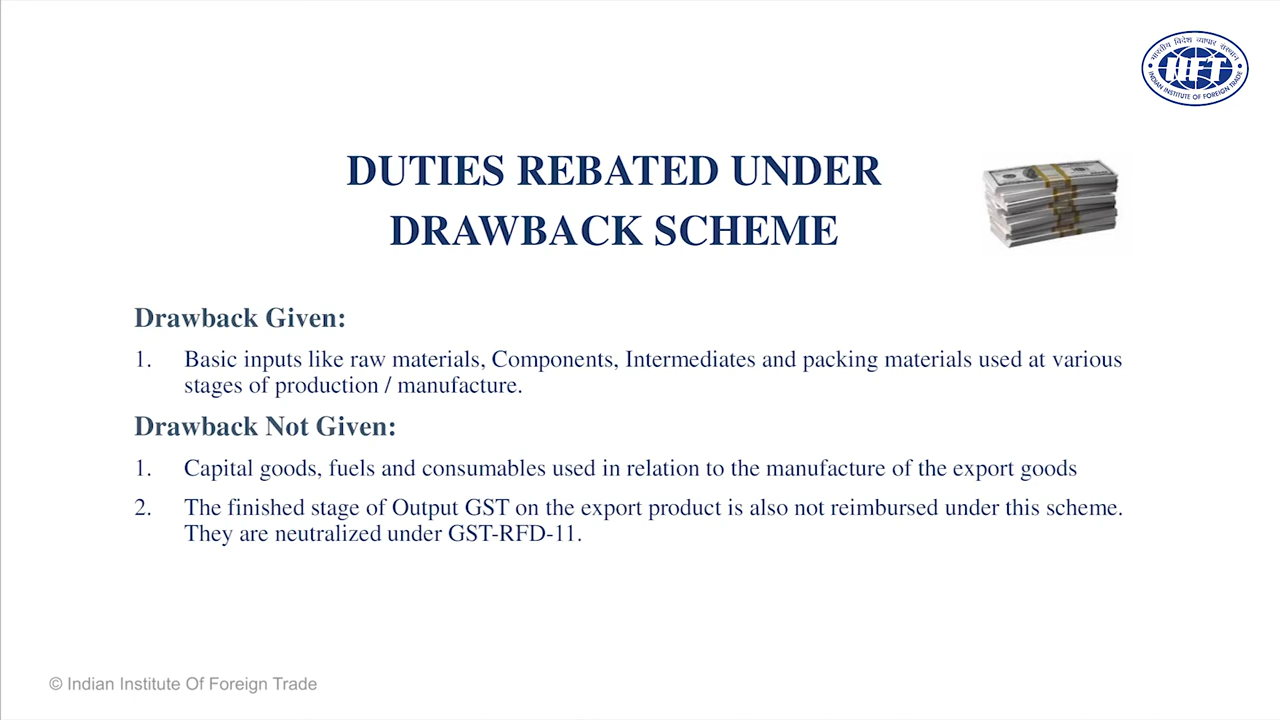 भारतीय विदेश व्यापार संस्थान
IIFT
INDIAN INSTITUTE OF FOREIGN TRADE
DUTIES REBATED UNDER
DRAWBACK SCHEME
Drawback Given:
1. Basic inputs like raw materials, Components, Intermediates and packing materials used at various
stages of production / manufacture.
Drawback Not Given:
1. Capital goods, fuels and consumables used in relation to the manufacture of the export goods
2. The finished stage of Output GST on the export product is also not reimbursed under this scheme.
They are neutralized under GST-RFD-11.
© Indian Institute Of Foreign Trade